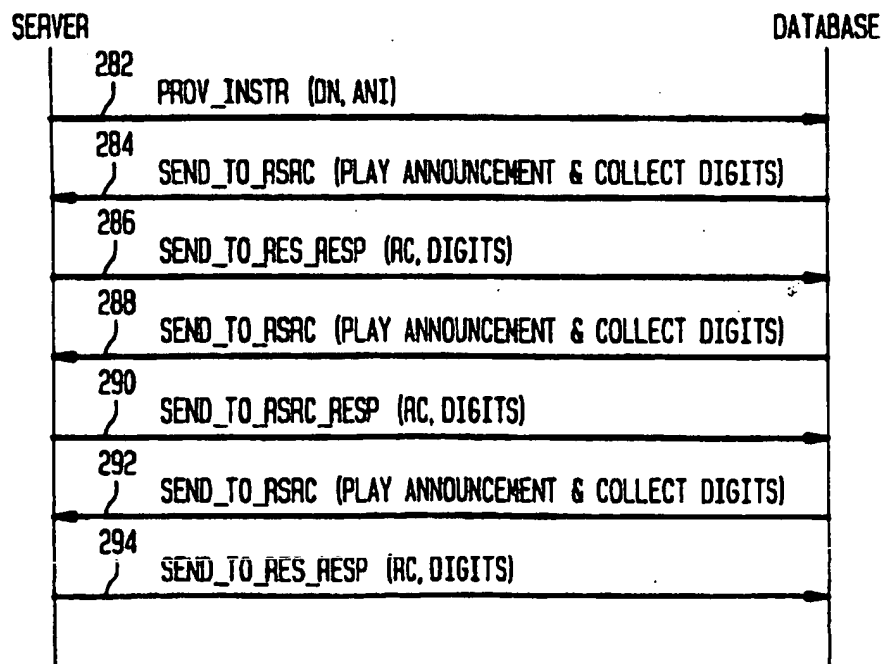 SERVER DATABASE
282
PROV_INSTR (DN, ANI)
284
SEND_TO_RSRC (PLAY ANNOUNCEMENT & COLLECT DIGITS)
286
SEND_TO_RES_RESP (RC, DIGITS)
288
SEND_TO_RSRC (PLAY ANNOUNCEMENT & COLLECT DIGITS)
290
SEND_TO_RSRC_RESP (RC, DIGITS)
292
SEND_TO_RSRC (PLAY ANNOUNCEMENT & COLLECT DIGITS)
294
SEND_TO_RES_RESP (RC, DIGITS)